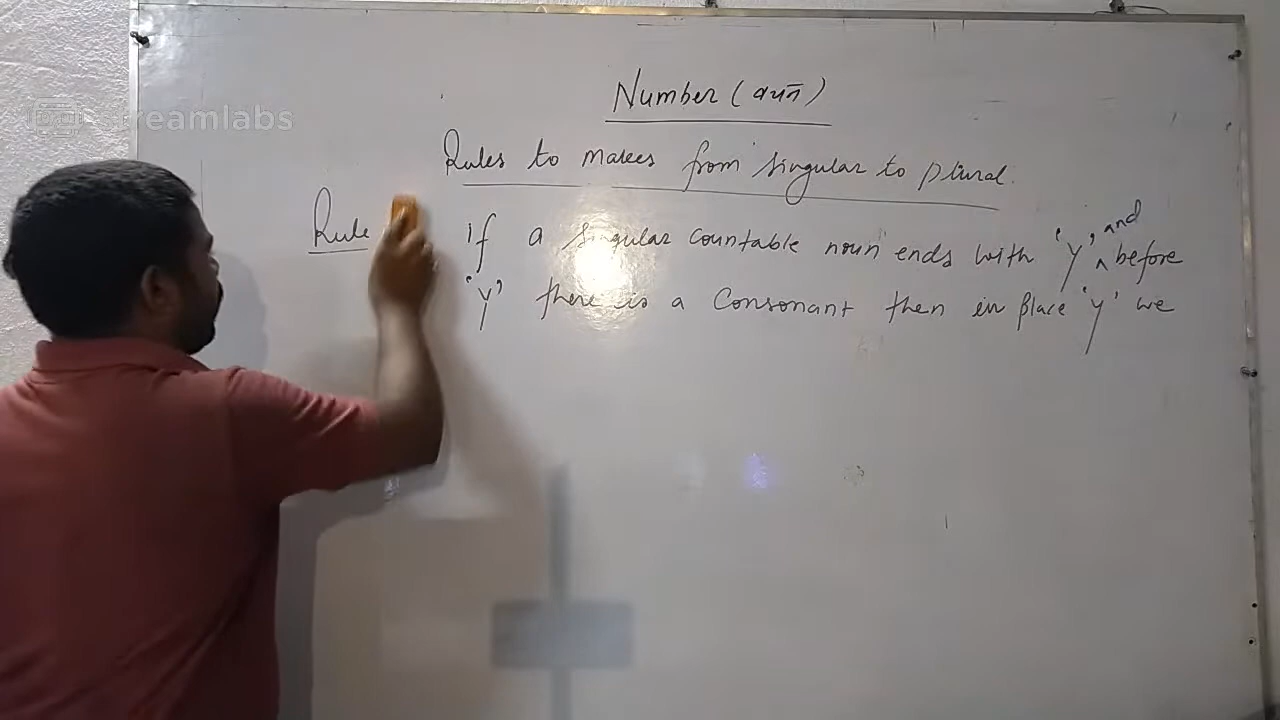 streamlabs
Number (वचन)
Rules to makes from singular to plural.
Rule If a singular countable noun ends with 'y', and before
'y' there is a consonant then in place 'y' we